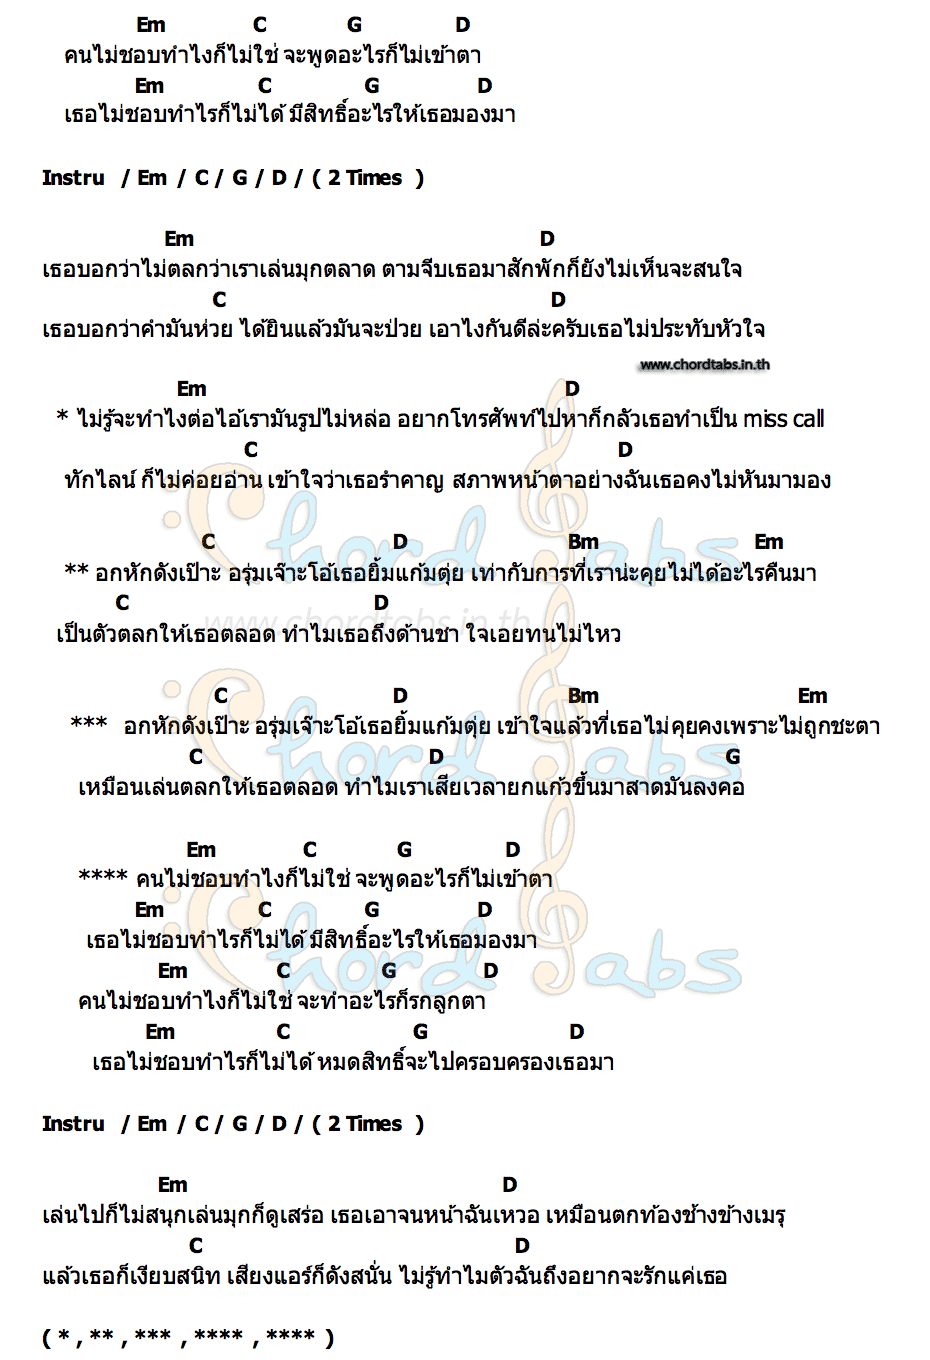 Em C G D
คนไม่ชอบทำไงก็ไม่ใช่ จะพูดอะไรก็ไม่เข้าตา
Em C G D
เธอไม่ชอบทำไรก็ไม่ได้ มีสิทธิ์อะไรให้เธอมองมา
Instru / Em / C / G / D / ( 2 Times )
Em D
เธอบอกว่าไม่ตลกว่าเราเล่นมุกตลาด ตามจีบเธอมาสักพักก็ยังไม่เห็นจะสนใจ
C D
เธอบอกว่าคำมันห่วย ได้ยินแล้วมันจะป่วย เอาไงกันดีล่ะครับเธอไม่ประทับหัวใจ
www.chordtabs.in.th
Em D
* ไม่รู้จะทำไงต่อไอ้เรามันรูปไม่หล่อ อยากโทรศัพท์ไปหาก็กลัวเธอทำเป็น miss call
C D
ทักไลน์ ก็ไม่ค่อยอ่าน เข้าใจว่าเธอรำคาญ สภาพหน้าตาอย่างฉันเธอคงไม่หันมามอง
C D Bm Em
** อกหักดังเป๊าะ อรุ่มเจ๊าะโอ้เธอยิ้มแก้มตุ่ย เท่ากับการที่เราน่ะคุยไม่ได้อะไรคืนมา
C D
เป็นตัวตลกให้เธอตลอด ทำไมเธอถึงด้านชา ใจเอยทนไม่ไหว
C D Bm Em
*** อกหักดังเป๊าะ อรุ่มเจ๊าะโอ้เธอยิ้มแก้มตุ่ย เข้าใจแล้วที่เธอไม่คุยคงเพราะไม่ถูกชะตา
C D G
เหมือนเล่นตลกให้เธอตลอด ทำไมเราเสียเวลายกแก้วขึ้นมาสาดมันลงคอ
Em C G D
**** คนไม่ชอบทำไงก็ไม่ใช่ จะพูดอะไรก็ไม่เข้าตา
Em C G D
เธอไม่ชอบทำไรก็ไม่ได้ มีสิทธิ์อะไรให้เธอมองมา
Em C G D
คนไม่ชอบทำไงก็ไม่ใช่ จะทำอะไรก็รกลูกตา
Em C G D
เธอไม่ชอบทำไรก็ไม่ได้ หมดสิทธิ์จะไปครอบครองเธอมา
Instru / Em / C / G / D / ( 2 Times )
Em D
เล่นไปก็ไม่สนุกเล่นมุกก็ดูเสร่อ เธอเอาจนหน้าฉันเหวอ เหมือนตกท้องช้างข้างเมรุ
C D
แล้วเธอก็เงียบสนิท เสียงแอร์ก็ดังสนั่น ไม่รู้ทำไมตัวฉันถึงอยากจะรักแค่เธอ
( * , ** , *** , **** , **** )
Chord Tabs
www.chordtabs.in.th
Chord Tabs
Chord Tabs